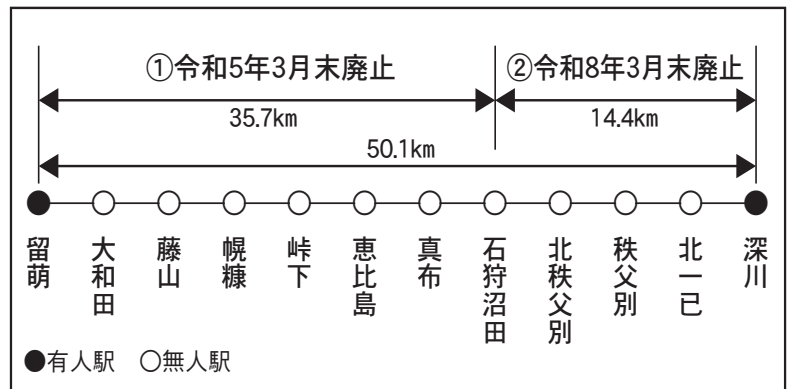 ①令和5年3月末廃止
②令和8年3月末廃止
35.7km
14.4km
50.1km
留萌
大和田
藤山
幌糠
峠下
恵比島
真布
石狩沼田
北秩父別
秩父別
北一已
深川
●有人駅 ○無人駅